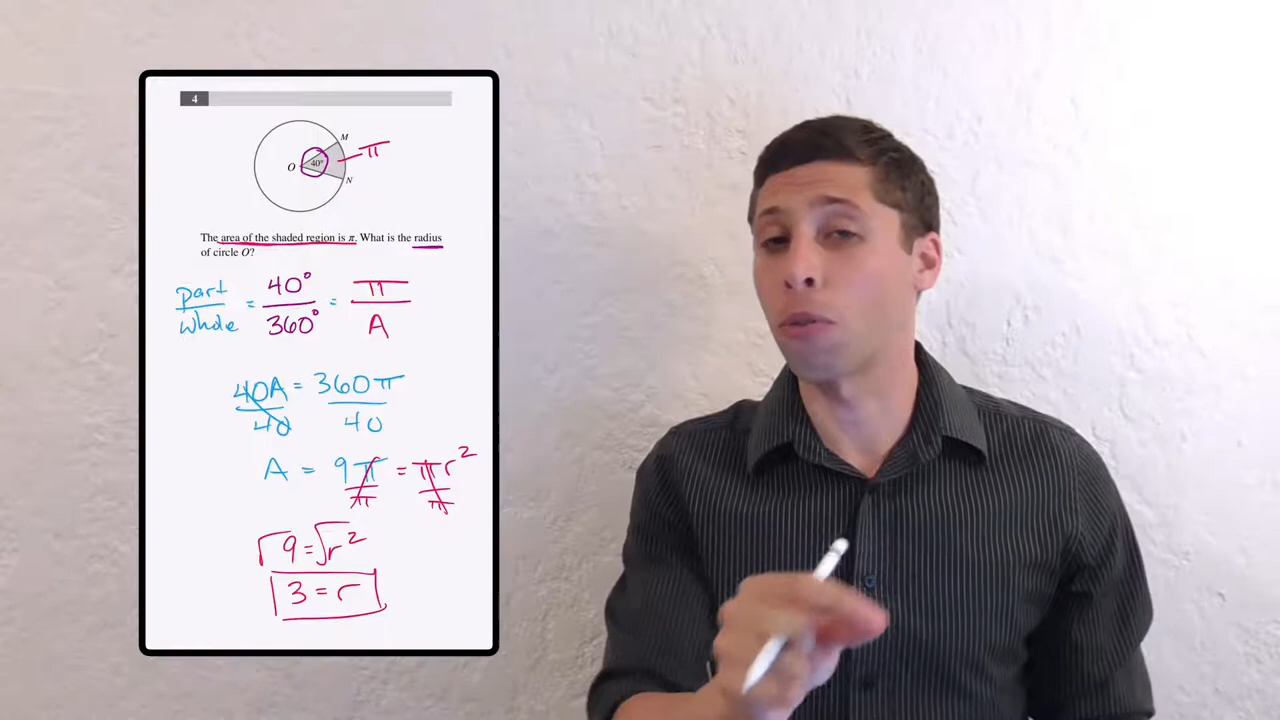 4
M
π
O
40°
N
The area of the shaded region is π. What is the radius
of circle O?
part/whole = 40°/360° = π/A
40A/40 = 360π/40
A = 9π/π = πr²/π
√9 = √r²
3 = r